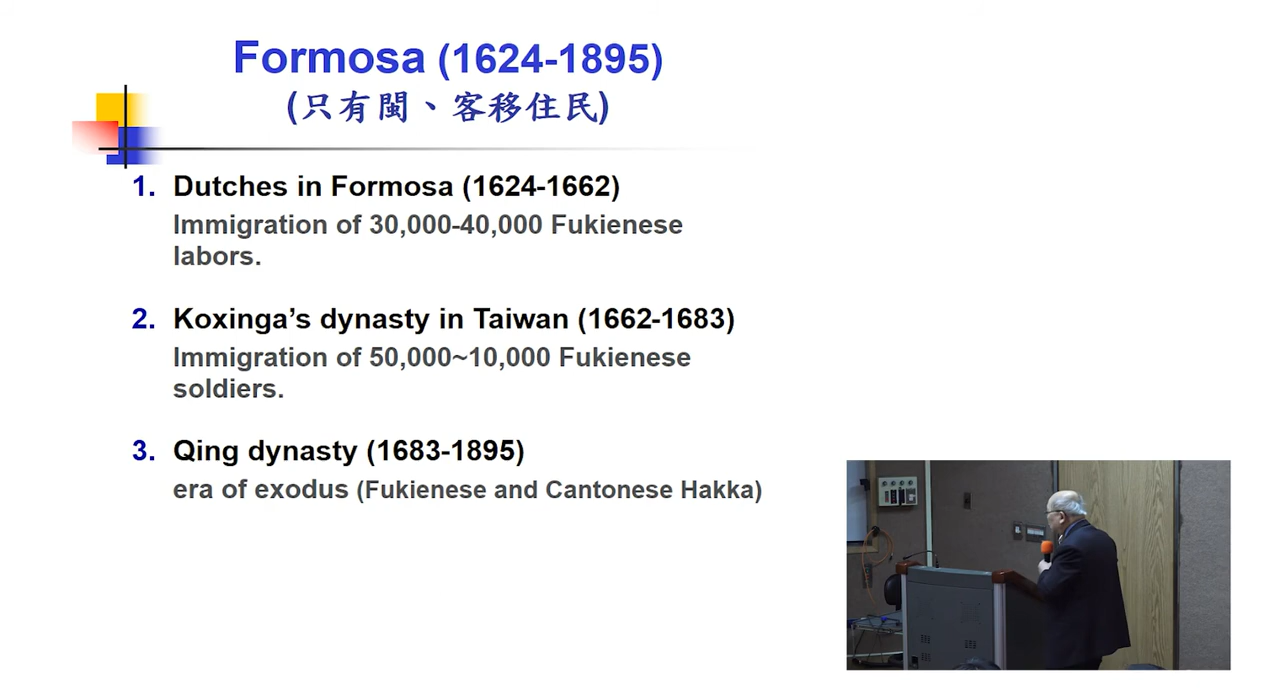 Formosa (1624-1895)
(只有閩、客移住民)
1. Dutches in Formosa (1624-1662)
Immigration of 30,000-40,000 Fukienese
labors.
2. Koxinga’s dynasty in Taiwan (1662-1683)
Immigration of 50,000~10,000 Fukienese
soldiers.
3. Qing dynasty (1683-1895)
era of exodus (Fukienese and Cantonese Hakka)